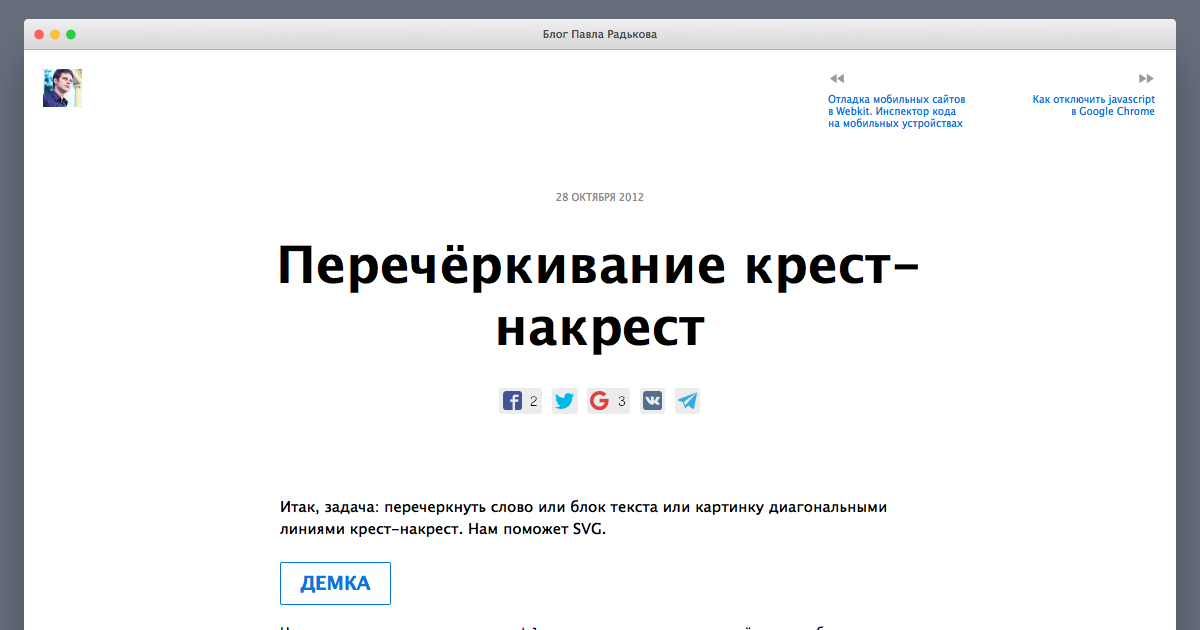 Блог Павла Радькова
Отладка мобильных сайтов
в Webkit. Инспектор кода
на мобильных устройствах
Как отключить javascript
в Google Chrome
28 ОКТЯБРЯ 2012
Перечёркивание крест-
накрест
2
3
Итак, задача: перечеркнуть слово или блок текста или картинку диагональными
линиями крест-накрест. Нам поможет SVG.
ДЕМКА